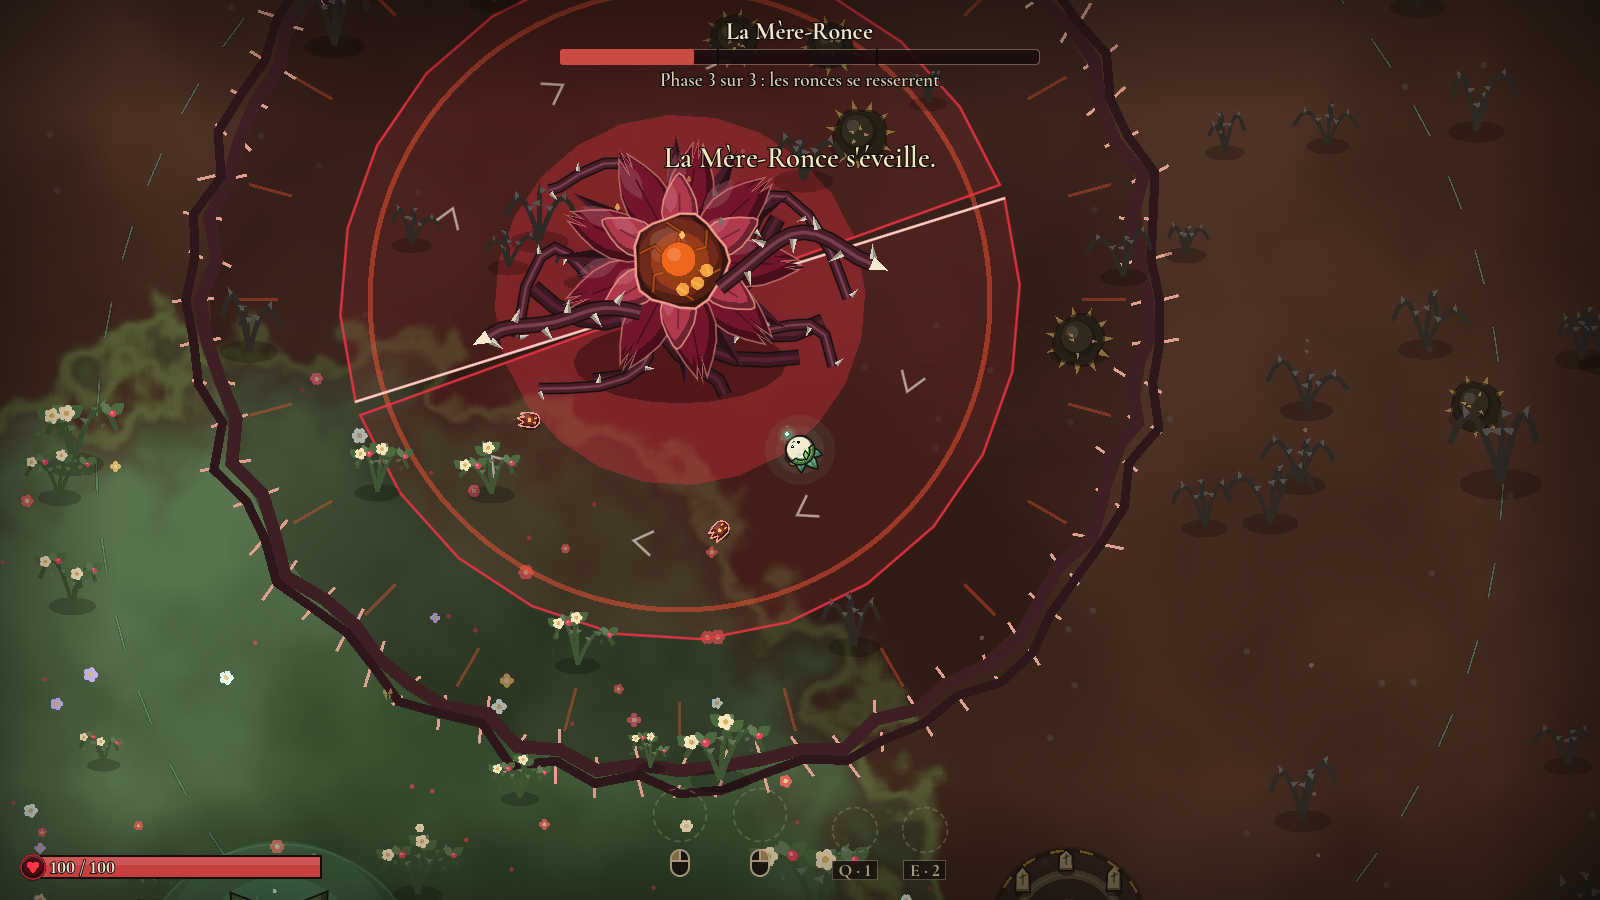 La Mère-Ronce
Phase 3 sur 3 : les ronces se resserrent
La Mère-Ronce s'éveille.
100 / 100
Q · 1
E · 2